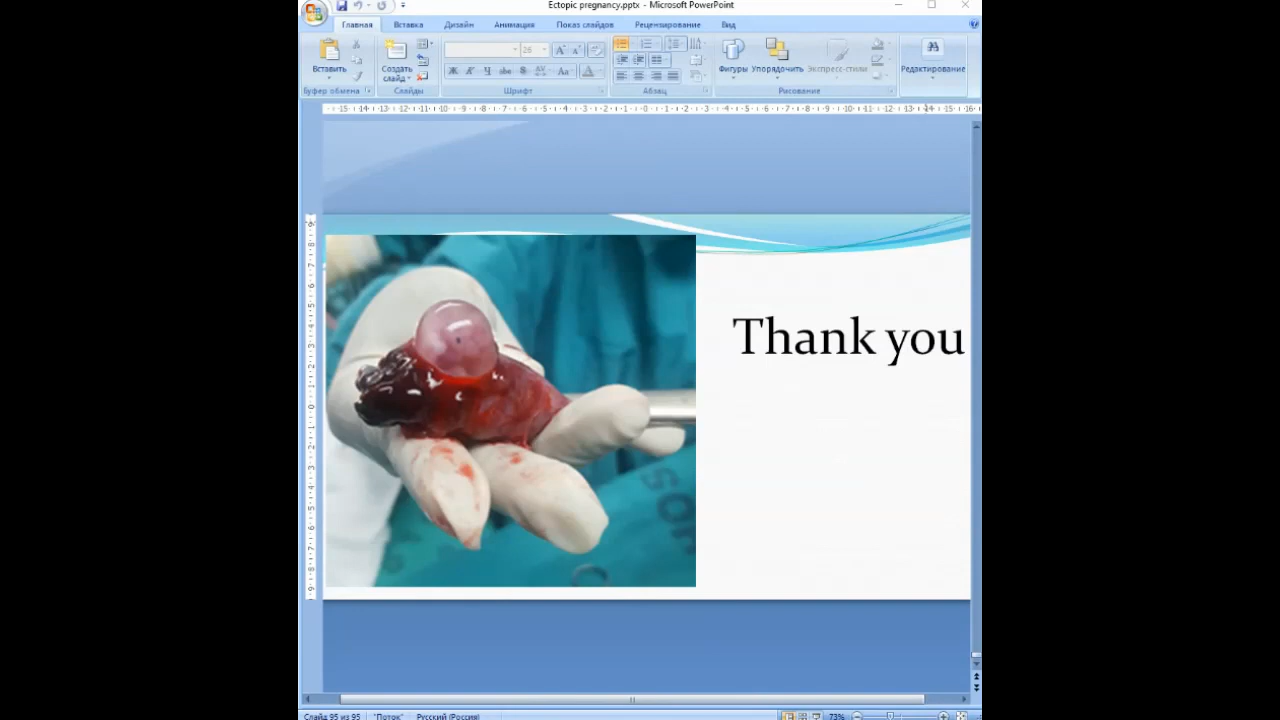 Ectopic pregnancy.pptx - Microsoft PowerPoint
Главная Вставка Дизайн Анимация Показ слайдов Рецензирование Вид
26
Вставить Создать слайд Фигуры Упорядочить Экспресс-стили Редактирование
Буфер обмена Слайды Шрифт Абзац Рисование
Thank you
Слайд 95 из 95 "Поток" Русский (Россия) 73%